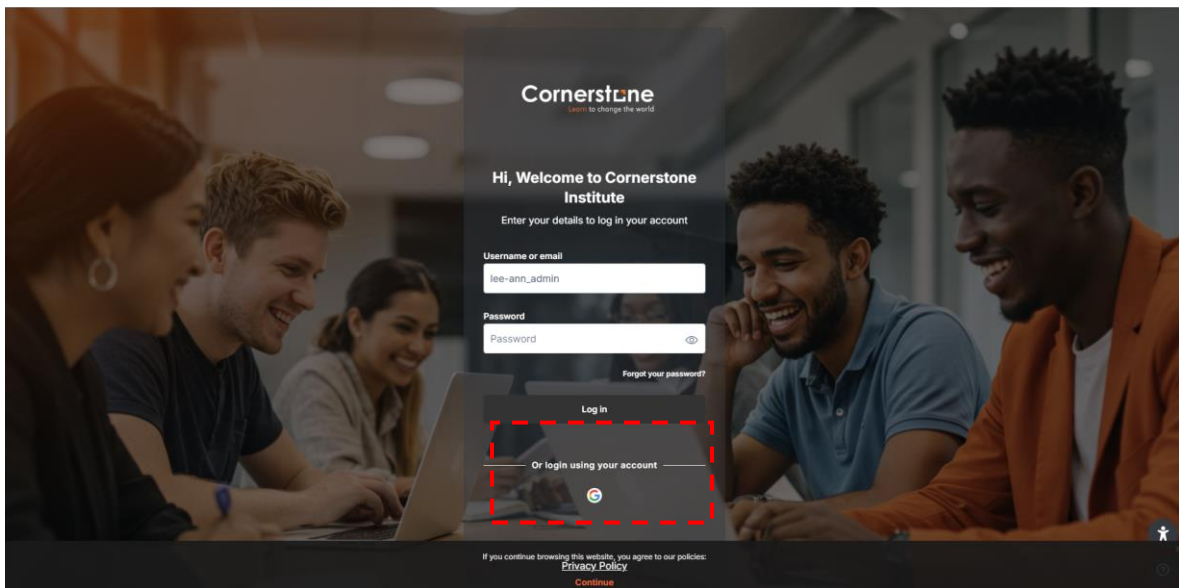 Cornerstone
Learn to change the world
Hi, Welcome to Cornerstone
Institute
Enter your details to log in your account
Username or email
lee-ann_admin
Password
Password
Forgot your password?
Log in
Or login using your account
G
If you continue browsing this website, you agree to our policies:
Privacy Policy
Continue